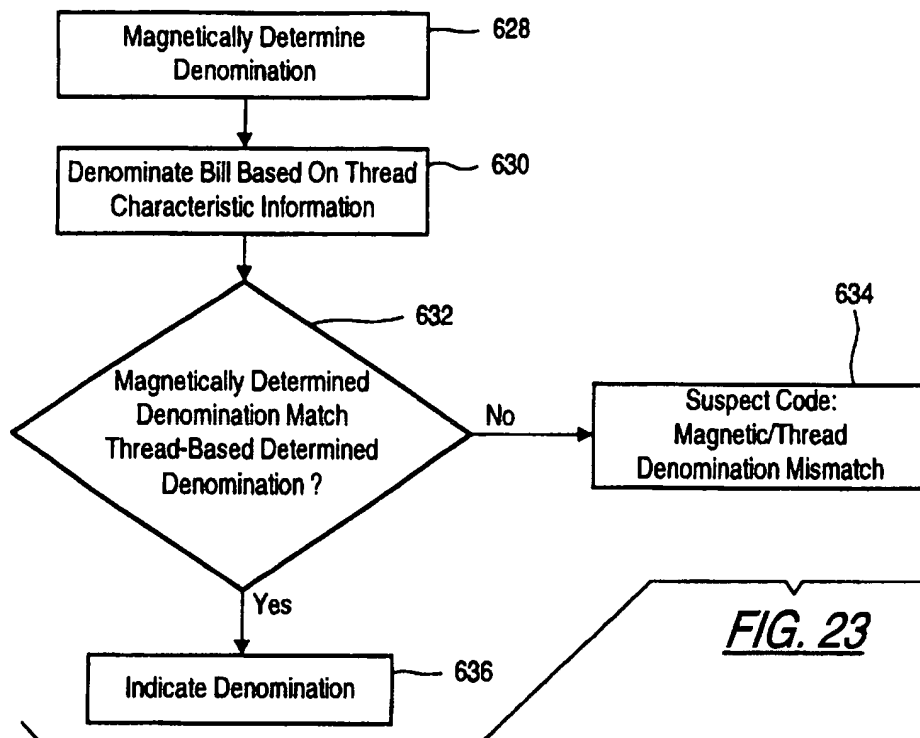 Magnetically Determine
Denomination
628
Denominate Bill Based On Thread
Characteristic Information
630
632
Magnetically Determined
Denomination Match
Thread-Based Determined
Denomination ?
No
634
Suspect Code:
Magnetic/Thread
Denomination Mismatch
Yes
Indicate Denomination
636
FIG. 23